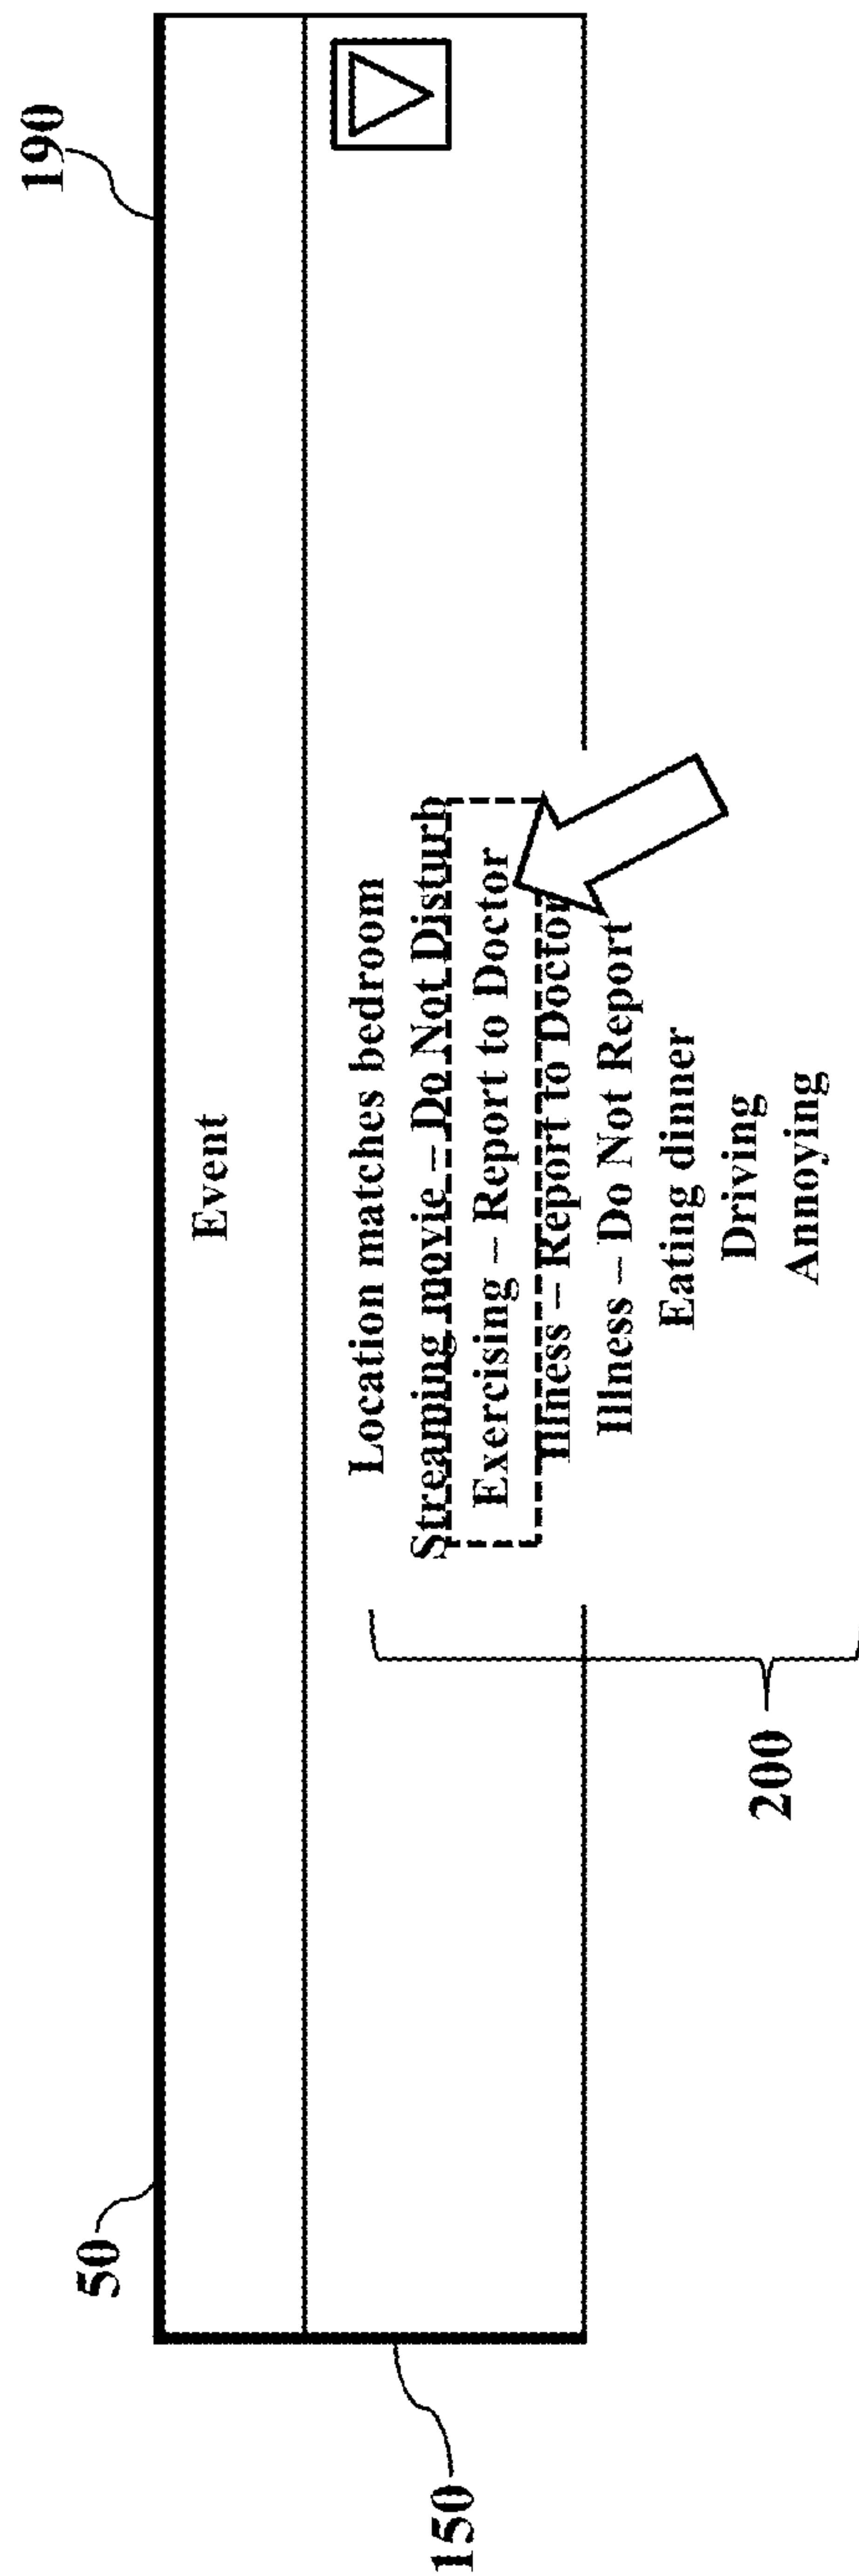 50
190
Event
150
Location matches bedroom
Streaming movie – Do Not Disturb
Exercising – Report to Doctor
Illness – Report to Doctor
Illness – Do Not Report
Eating dinner
Driving
Annoying
200